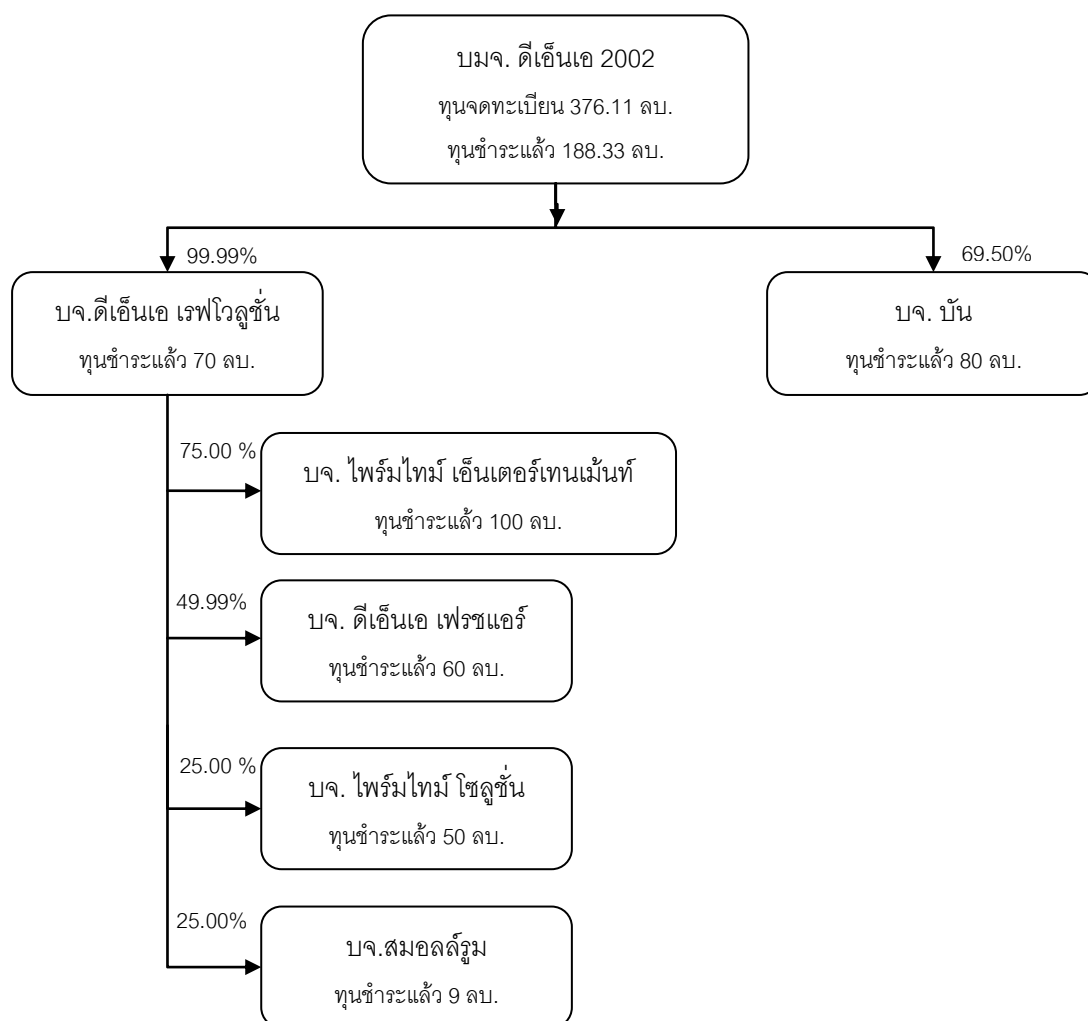 บมจ. ดีเอ็นเอ 2002
ทุนจดทะเบียน 376.11 ลบ.
ทุนชำระแล้ว 188.33 ลบ.
99.99%
69.50%
บจ.ดีเอ็นเอ เรฟโวลูชั่น
ทุนชำระแล้ว 70 ลบ.
บจ. บัน
ทุนชำระแล้ว 80 ลบ.
75.00 %
บจ. ไพร์มไทม์ เอ็นเตอร์เทนเม้นท์
ทุนชำระแล้ว 100 ลบ.
49.99%
บจ. ดีเอ็นเอ เฟรชแอร์
ทุนชำระแล้ว 60 ลบ.
25.00 %
บจ. ไพร์มไทม์ โซลูชั่น
ทุนชำระแล้ว 50 ลบ.
25.00%
บจ.สมอลล์รูม
ทุนชำระแล้ว 9 ลบ.